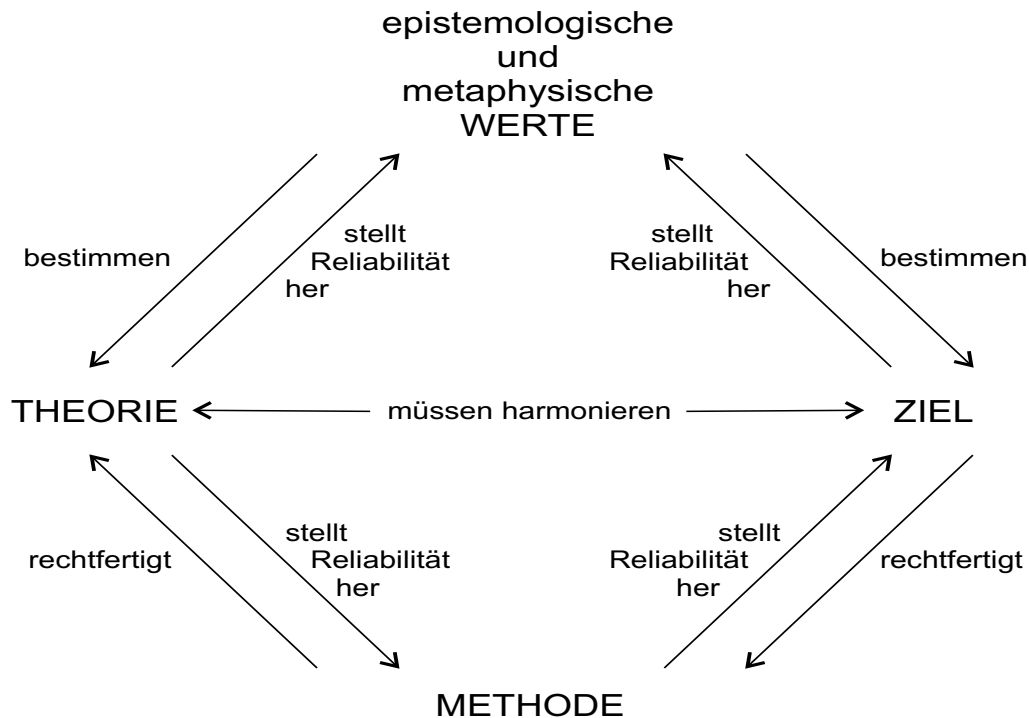 epistemologische
und
metaphysische
WERTE
bestimmen
stellt
Reliabilität
her
stellt
Reliabilität
her
bestimmen
THEORIE
müssen harmonieren
ZIEL
rechtfertigt
stellt
Reliabilität
her
stellt
Reliabilität
her
rechtfertigt
METHODE